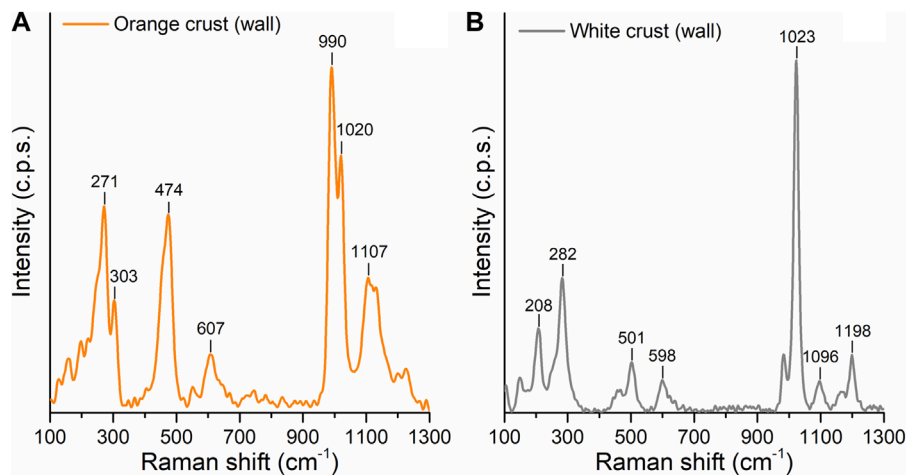 A
Orange crust (wall)
990
1020
271
474
303
1107
607
Intensity (c.p.s.)
100 300 500 700 900 1100 1300
Raman shift (cm⁻¹)
B
White crust (wall)
1023
282
208
501
598
1096
1198
Intensity (c.p.s.)
100 300 500 700 900 1100 1300
Raman shift (cm⁻¹)